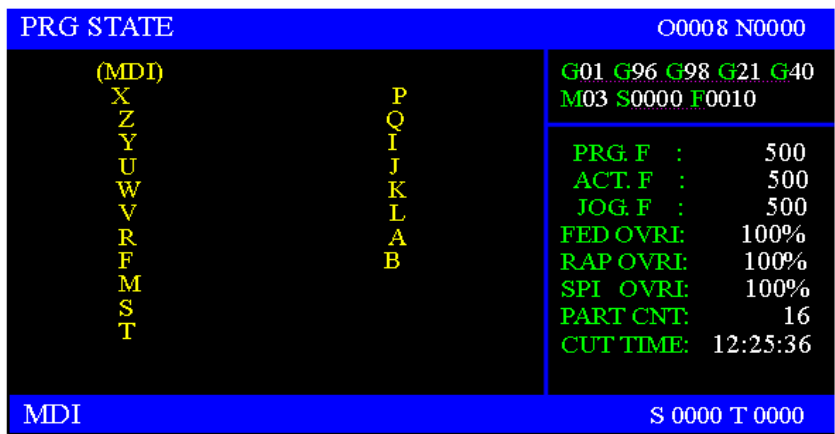 PRG STATE O0008 N0000
(MDI)
X P
Z Q
Y I
U J
W K
V L
R A
F B
M
S
T
G01 G96 G98 G21 G40
M03 S0000 F0010
PRG. F : 500
ACT. F : 500
JOG. F : 500
FED OVRI: 100%
RAP OVRI: 100%
SPI OVRI: 100%
PART CNT: 16
CUT TIME: 12:25:36
MDI S 0000 T 0000